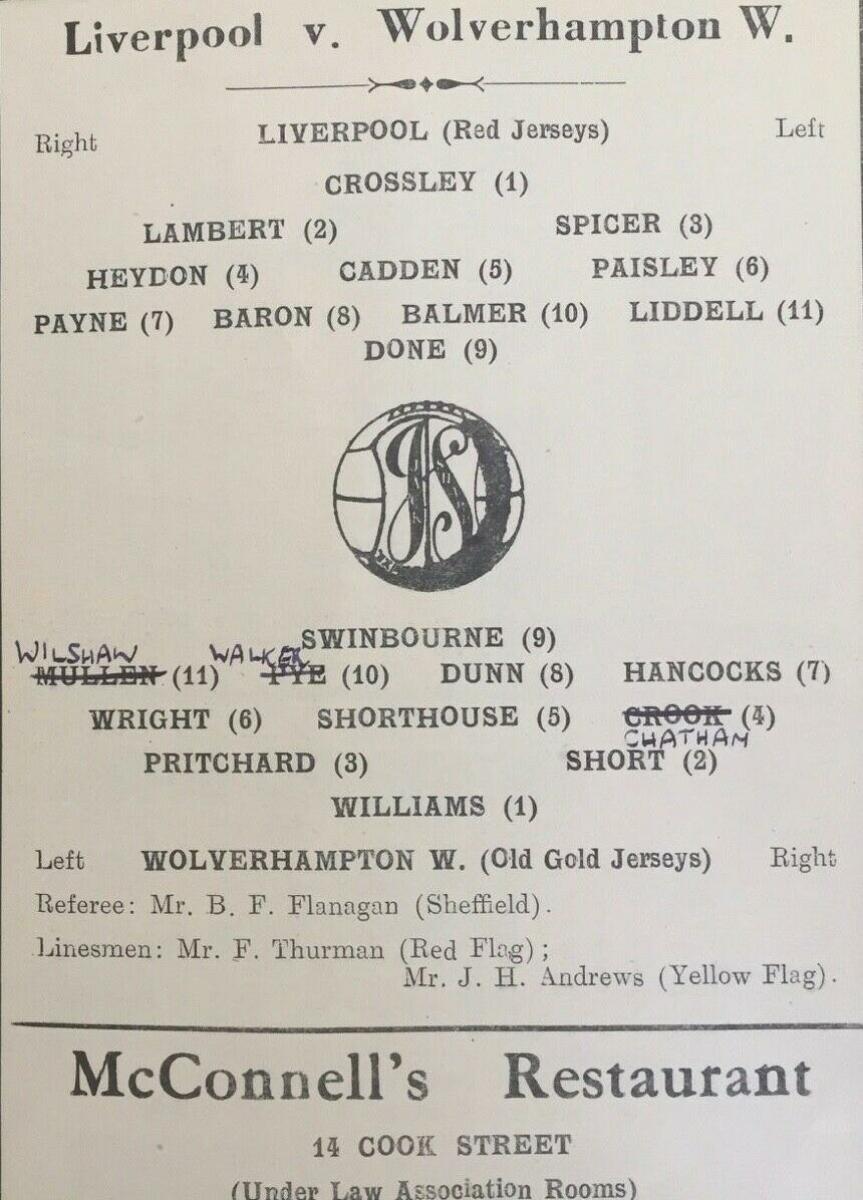 Liverpool v. Wolverhampton W.
Right LIVERPOOL (Red Jerseys) Left
CROSSLEY (1)
LAMBERT (2) SPICER (3)
HEYDON (4) CADDEN (5) PAISLEY (6)
PAYNE (7) BARON (8) BALMER (10) LIDDELL (11)
DONE (9)
SWINBOURNE (9)
WILSHAW WALKER
MULLEN (11) PYE (10) DUNN (8) HANCOCKS (7)
WRIGHT (6) SHORTHOUSE (5) CROOK (4)
CHATHAM
PRITCHARD (3) SHORT (2)
WILLIAMS (1)
Left WOLVERHAMPTON W. (Old Gold Jerseys) Right
Referee: Mr. B. F. Flanagan (Sheffield).
Linesmen: Mr. F. Thurman (Red Flag);
Mr. J. H. Andrews (Yellow Flag).
McConnell's Restaurant
14 COOK STREET
(Under Law Association Rooms)